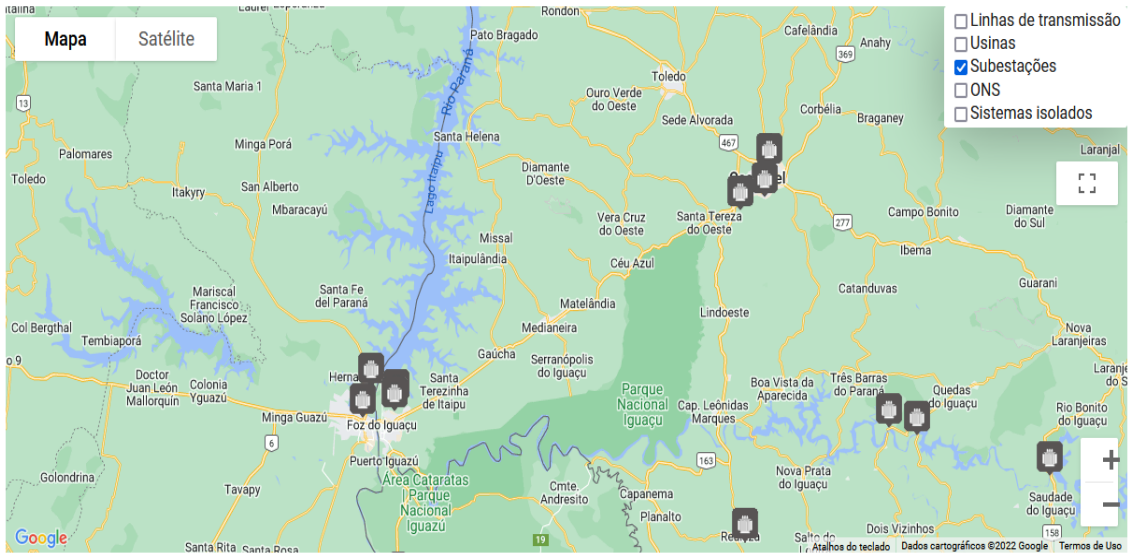 Mapa
Satélite
Linhas de transmissão
Usinas
Subestações
ONS
Sistemas isolados
Rondon
Pato Bragado
Cafelândia
Anahy
369
Toledo
Santa Maria 1
Rio Paraná
Ouro Verde
do Oeste
Corbélia
13
Sede Alvorada
Braganey
Santa Helena
467
Minga Porá
Laranjal
Palomares
Diamante
D'Oeste
Toledo
Itakyry
San Alberto
Lago Itaipu
Mbaracayú
Vera Cruz
do Oeste
Santa Tereza
do Oeste
277
Campo Bonito
Diamante
do Sul
Missal
Ibema
Itaipulândia
Céu Azul
Guarani
Mariscal
Francisco
Solano López
Santa Fe
del Paraná
Catanduvas
Matelândia
Lindoeste
Col Bergthal
Tembiaporá
Medianeira
Nova
Laranjeiras
Gaúcha
Serranópolis
do Iguaçu
Doctor
Juan León
Mallorquín
Colonia
Yguazú
Santa
Terezinha
de Itaipu
Parque
Nacional
Iguaçu
Boa Vista da
Aparecida
Três Barras
do Paraná
Quedas
do Iguaçu
Cap. Leônidas
Marques
Rio Bonito
do Iguaçu
Minga Guazú
Foz do Iguaçu
6
Puerto Iguazú
163
Golondrina
Tavapy
Área Cataratas
| Parque
Nacional
Iguazú
Cmte.
Andresito
Capanema
Nova Prata
do Iguaçu
Saudade
do Iguaçu
Planalto
Dois Vizinhos
158
19
Google
Santa Rita
Santa Rosa
Atalhos do teclado
Dados cartográficos ©2022 Google
Termos de Uso